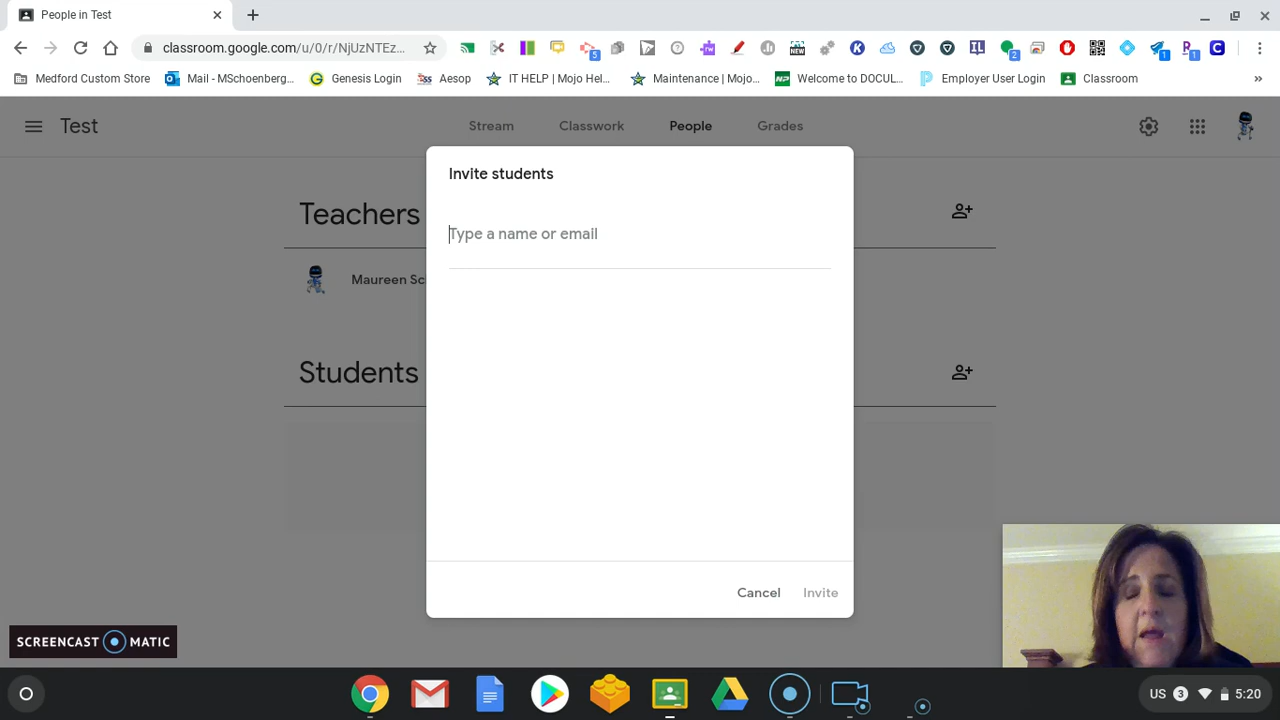 People in Test
classroom.google.com/u/0/r/NjUzNTEz...
Medford Custom Store
Mail - MSchoenberg...
Genesis Login
Aesop
IT HELP | Mojo Hel...
Maintenance | Mojo...
Welcome to DOCUL...
Employer User Login
Classroom
»
Test
Stream
Classwork
People
Grades
Invite students
Type a name or email
Teachers
Maureen Sc
Students
Cancel
Invite
SCREENCAST MATIC
US 3 5:20